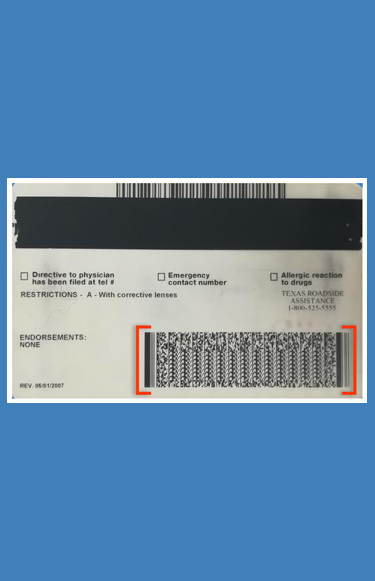 Directive to physician
has been filed at tel #
Emergency
contact number
Allergic reaction
to drugs
RESTRICTIONS - A - With corrective lenses
TEXAS ROADSIDE
ASSISTANCE
1-800-525-5555
ENDORSEMENTS:
NONE
REV. 05/01/2007